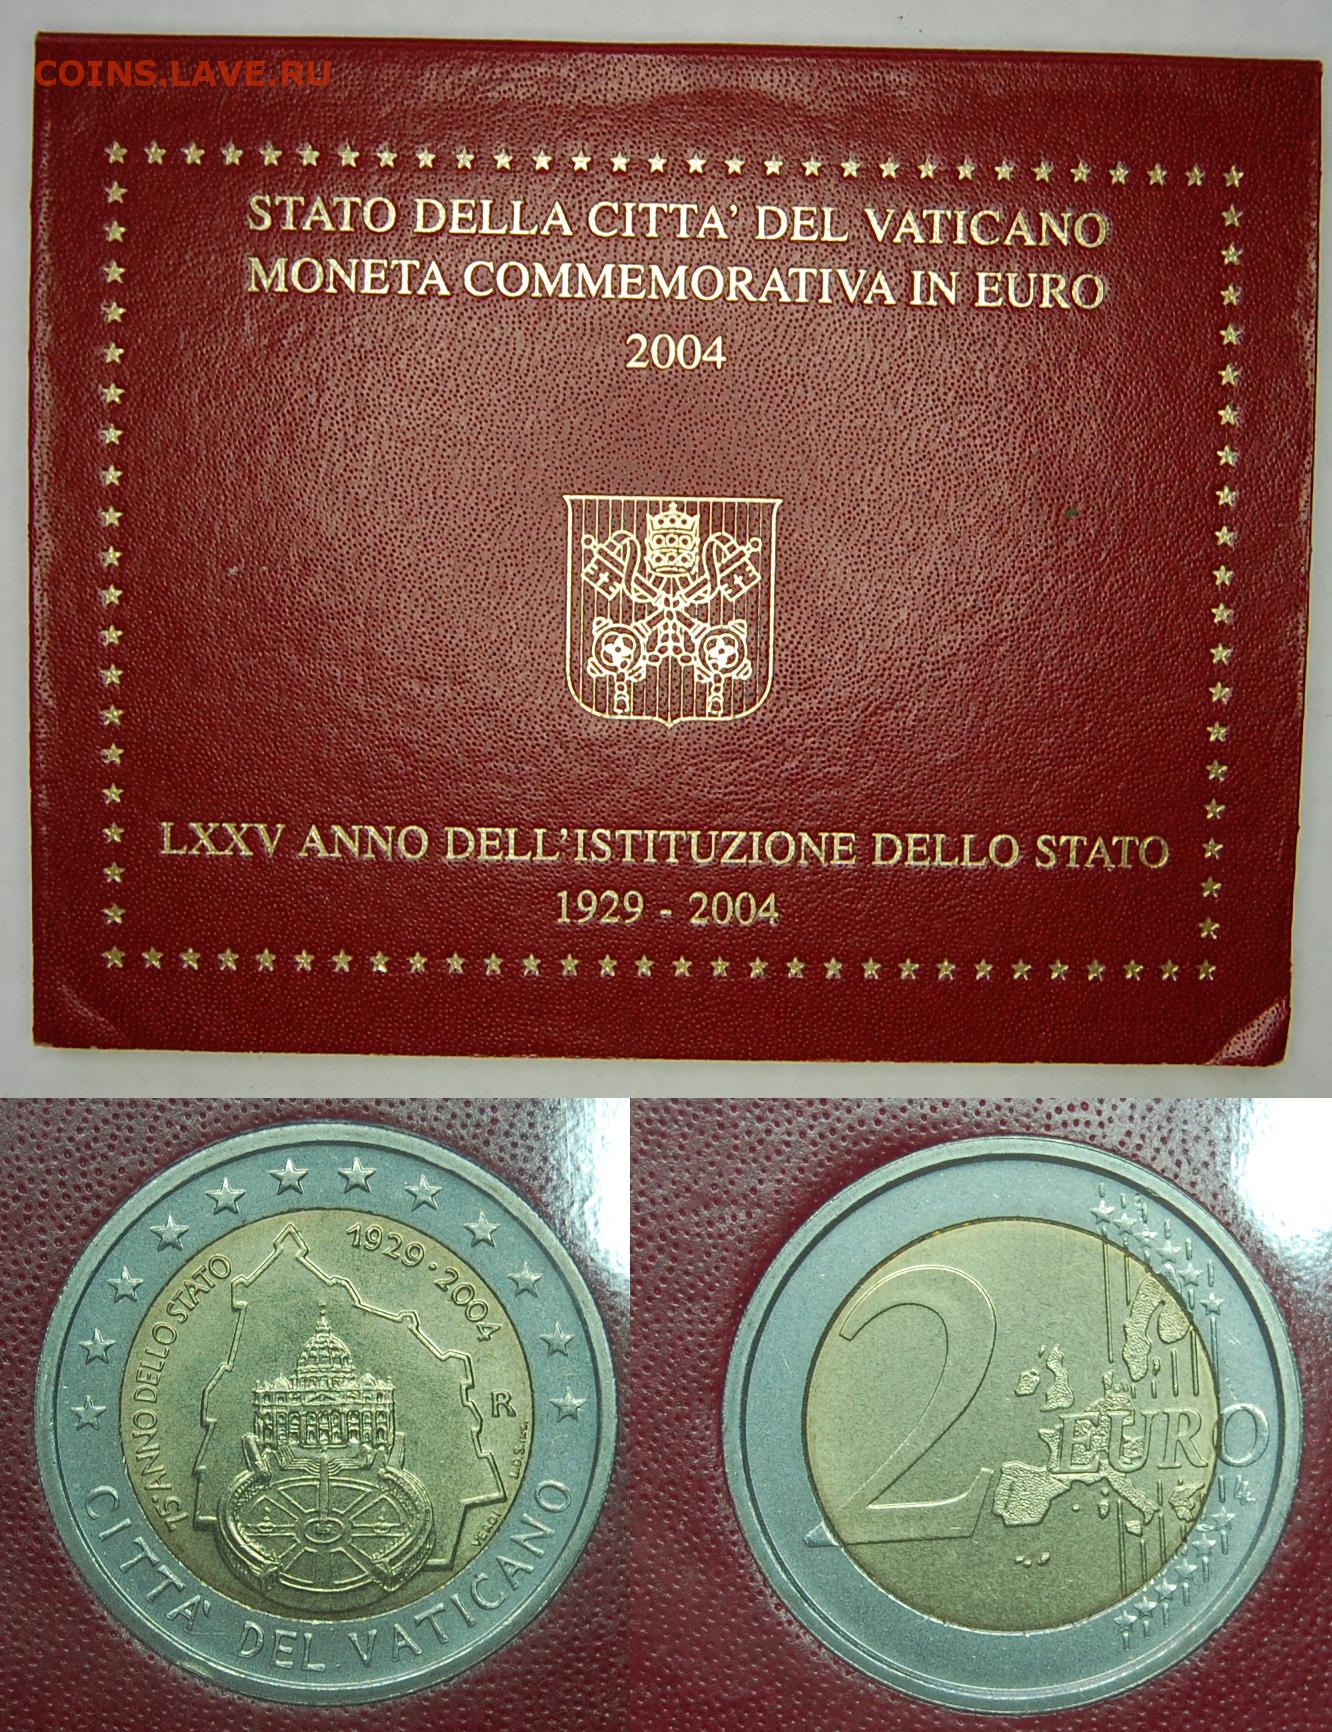 COINS.LAVE.RU
STATO DELLA CITTA' DEL VATICANO
MONETA COMMEMORATIVA IN EURO
2004
LXXV ANNO DELL'ISTITUZIONE DELLO STATO
1929 - 2004
75° ANNO DELLO STATO
1929 · 2004
R
CITTA' DEL VATICANO
2 EURO